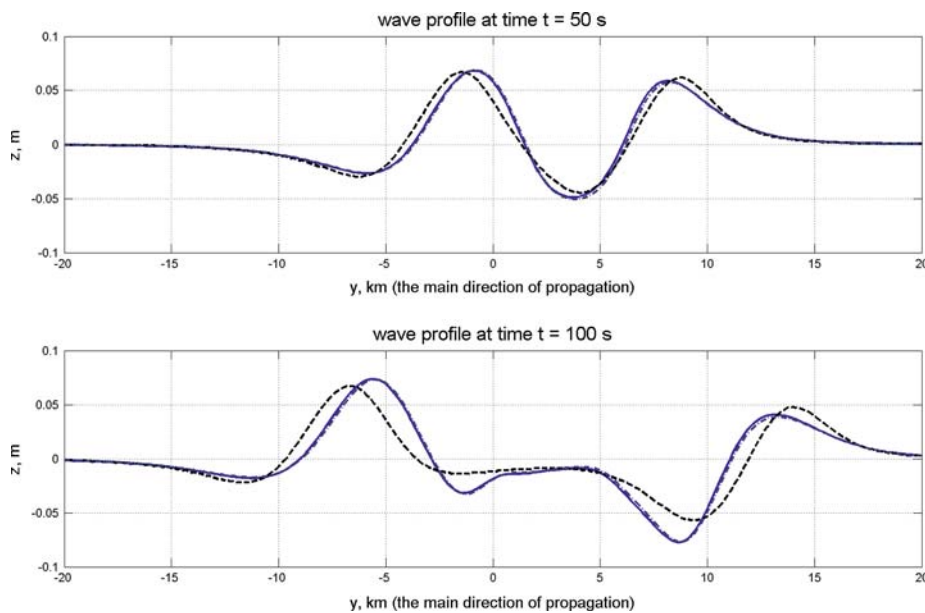 wave profile at time t = 50 s
0.1
0.05
0
-0.05
-0.1
z, m
-20 -15 -10 -5 0 5 10 15 20
y, km (the main direction of propagation)
wave profile at time t = 100 s
0.1
0.05
0
-0.05
-0.1
z, m
-20 -15 -10 -5 0 5 10 15 20
y, km (the main direction of propagation)